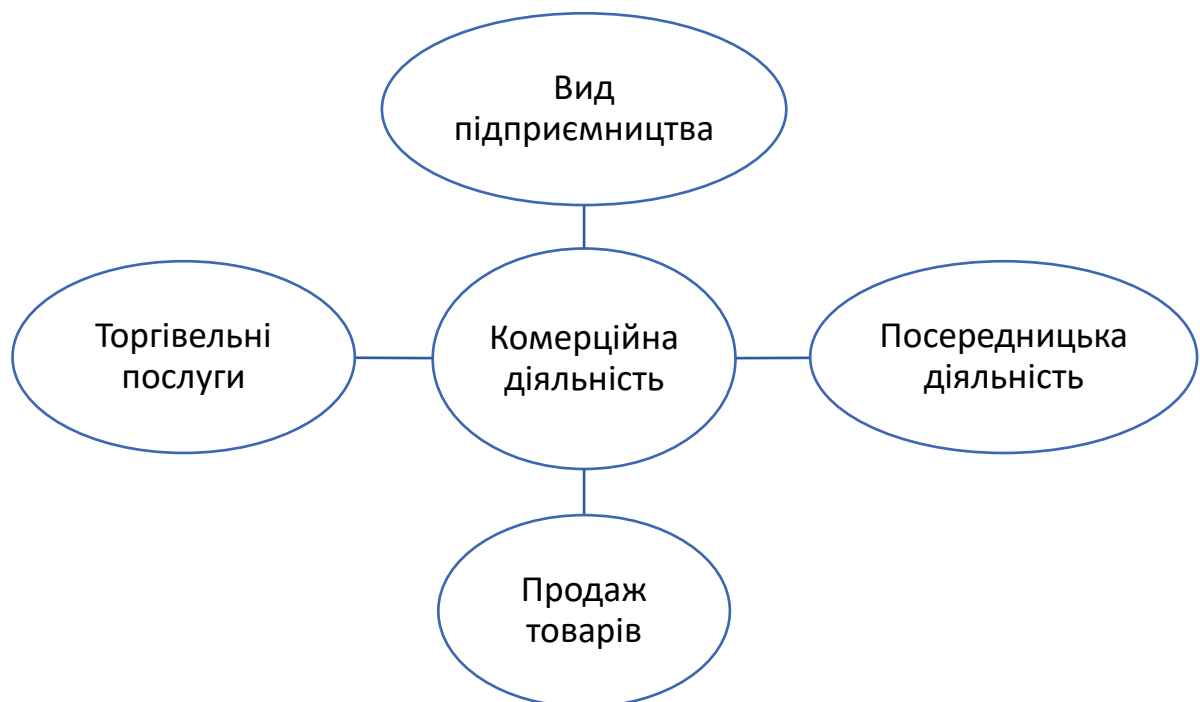 Вид
підприємництва
Торгівельні
послуги
Комерційна
діяльність
Посередницька
діяльність
Продаж
товарів